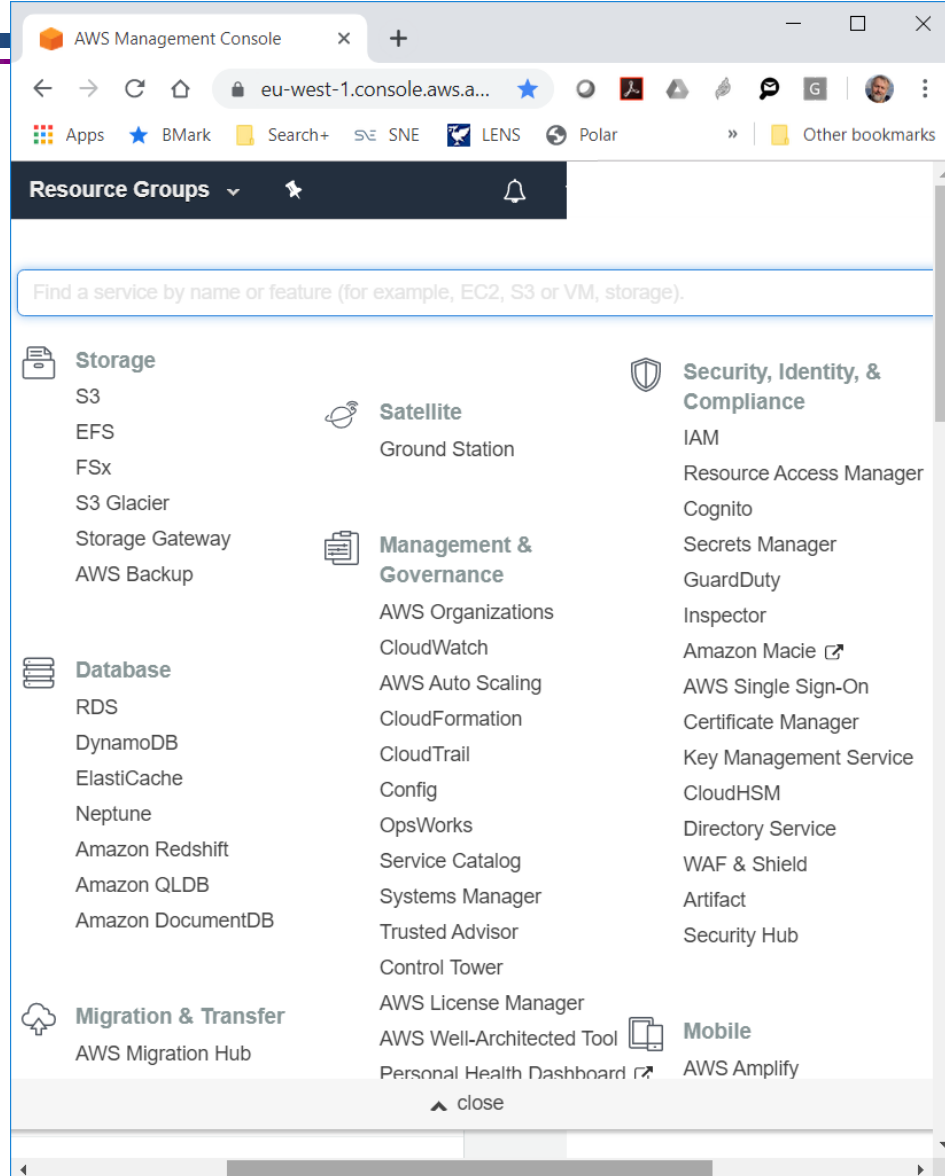 AWS Management Console
eu-west-1.console.aws.a...
G
Apps BMark Search+ SNE SNE LENS Polar » Other bookmarks
Resource Groups
Find a service by name or feature (for example, EC2, S3 or VM, storage).
Storage
S3
EFS
FSx
S3 Glacier
Storage Gateway
AWS Backup
Database
RDS
DynamoDB
ElastiCache
Neptune
Amazon Redshift
Amazon QLDB
Amazon DocumentDB
Migration & Transfer
AWS Migration Hub
Satellite
Ground Station
Management &
Governance
AWS Organizations
CloudWatch
AWS Auto Scaling
CloudFormation
CloudTrail
Config
OpsWorks
Service Catalog
Systems Manager
Trusted Advisor
Control Tower
AWS License Manager
AWS Well-Architected Tool
Personal Health Dashboard
Security, Identity, &
Compliance
IAM
Resource Access Manager
Cognito
Secrets Manager
GuardDuty
Inspector
Amazon Macie
AWS Single Sign-On
Certificate Manager
Key Management Service
CloudHSM
Directory Service
WAF & Shield
Artifact
Security Hub
Mobile
AWS Amplify
close